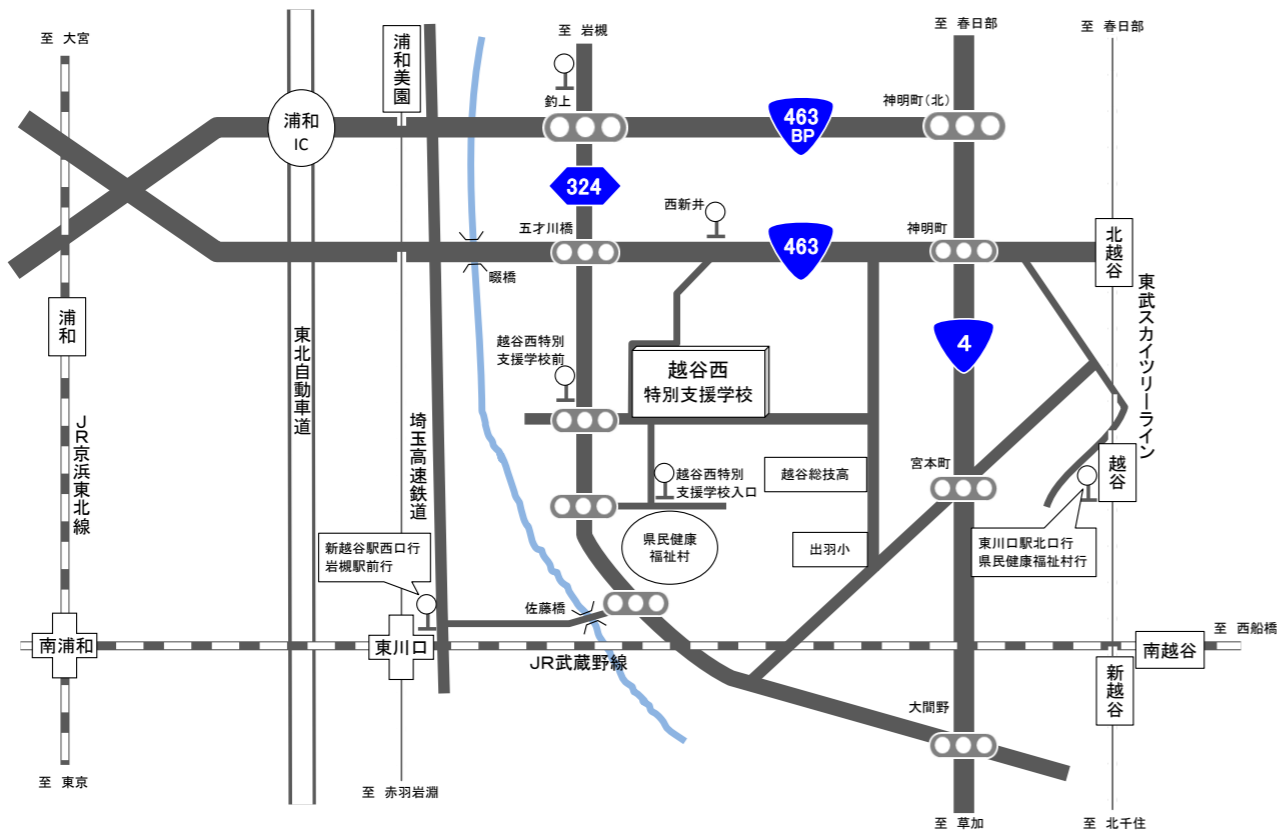 至 大宮
至 岩槻
至 春日部
至 春日部
浦和美園
釣上
神明町(北)
浦和
IC
463
BP
324
西新井
五才川橋
神明町
463
北越谷
畷橋
東武スカイツリーライン
浦和
東北自動車道
越谷西特別
支援学校前
越谷西
特別支援学校
4
JR京浜東北線
埼玉高速鉄道
越谷西特別
支援学校入口
越谷総技高
宮本町
越谷
新越谷駅西口行
岩槻駅前行
県民健康
福祉村
出羽小
東川口駅北口行
県民健康福祉村行
佐藤橋
南浦和
東川口
JR武蔵野線
至 西船橋
南越谷
新越谷
大間野
至 東京
至 赤羽岩淵
至 草加
至 北千住